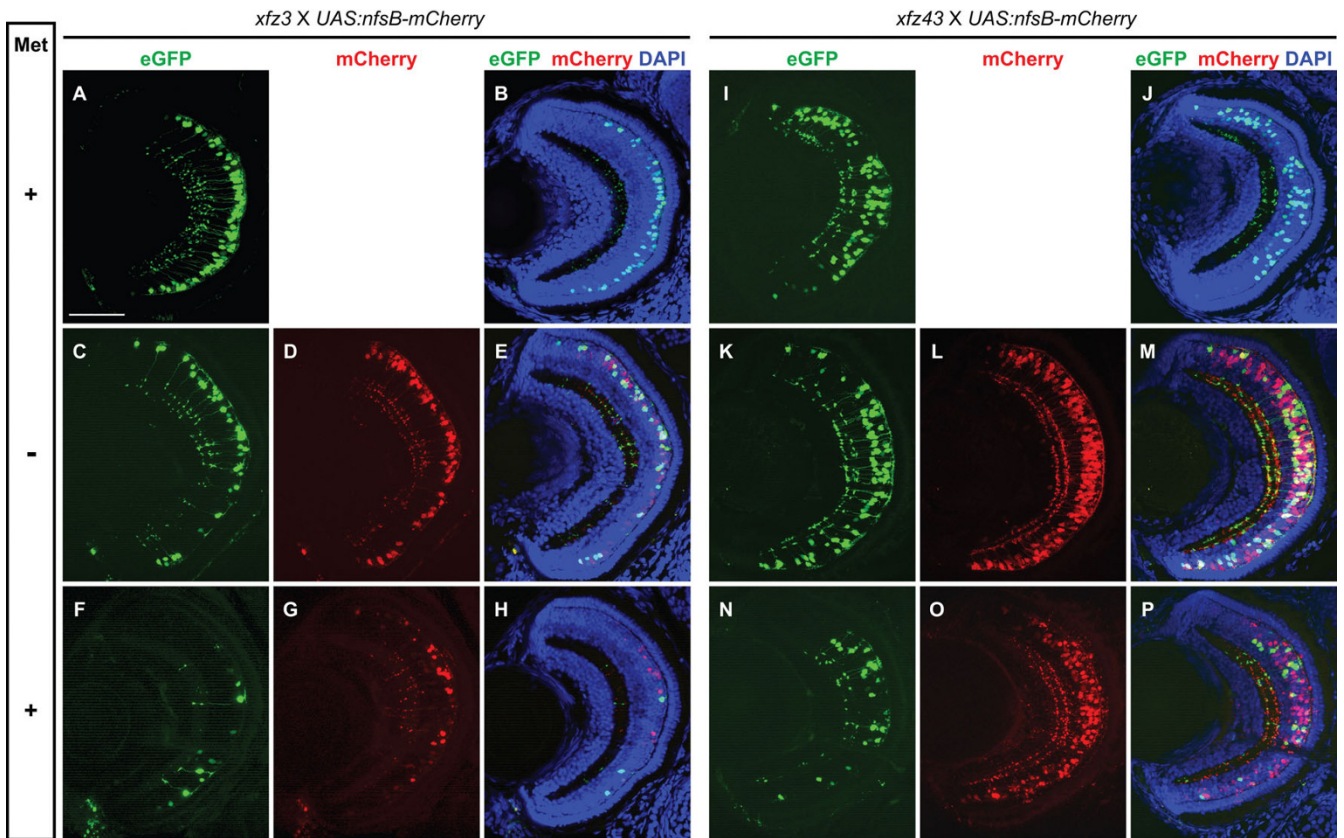 xfz3 X UAS:nfsB-mCherry xfz43 X UAS:nfsB-mCherry
Met
eGFP mCherry eGFP mCherry DAPI eGFP mCherry eGFP mCherry DAPI
A B I J
+
C D E K L M
-
F G H N O P
+